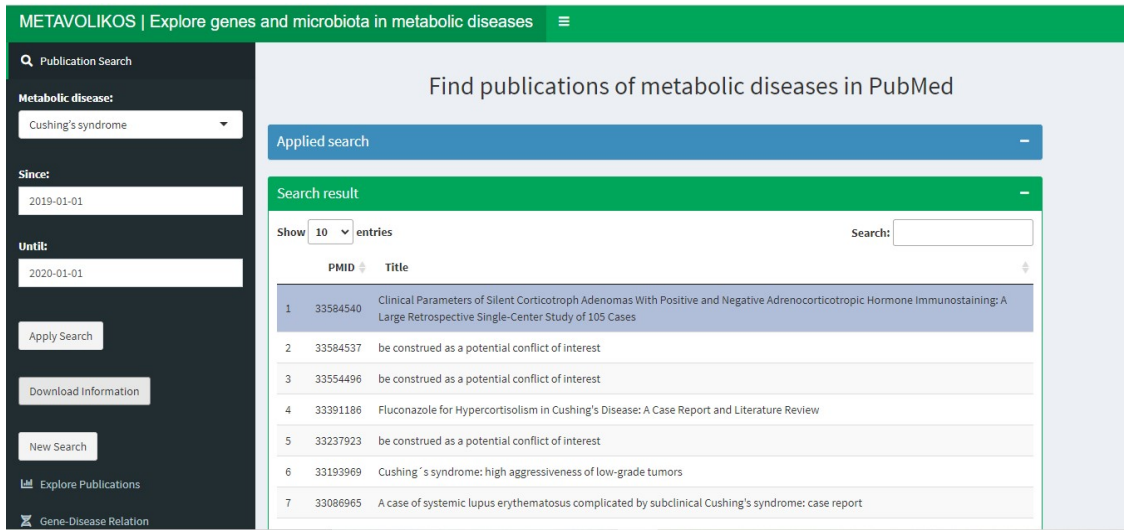 METAVOLIKOS | Explore genes and microbiota in metabolic diseases
Publication Search
Metabolic disease:
Cushing's syndrome
Since:
2019-01-01
Until:
2020-01-01
Apply Search
Download Information
New Search
Explore Publications
Gene-Disease Relation
Find publications of metabolic diseases in PubMed
Applied search
Search result
Show 10 entries
Search:
PMID Title
1 33584540 Clinical Parameters of Silent Corticotroph Adenomas With Positive and Negative Adrenocorticotropic Hormone Immunostaining: A
Large Retrospective Single-Center Study of 105 Cases
2 33584537 be construed as a potential conflict of interest
3 33554496 be construed as a potential conflict of interest
4 33391186 Fluconazole for Hypercortisolism in Cushing's Disease: A Case Report and Literature Review
5 33237923 be construed as a potential conflict of interest
6 33193969 Cushing´s syndrome: high aggressiveness of low-grade tumors
7 33086965 A case of systemic lupus erythematosus complicated by subclinical Cushing's syndrome: case report